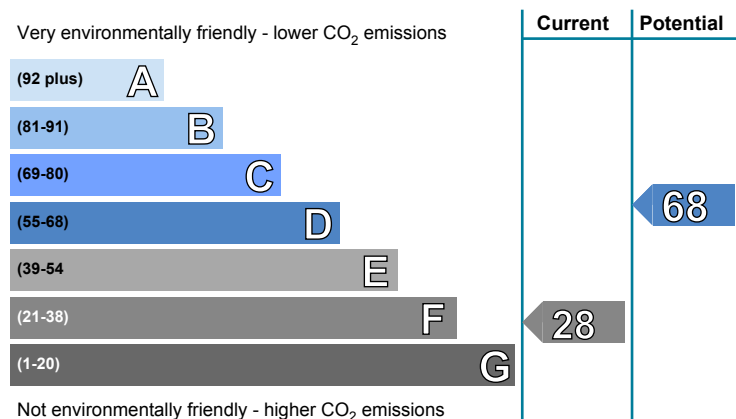 Very environmentally friendly - lower CO₂ emissions
Current
Potential
(92 plus) A
(81-91) B
(69-80) C
(55-68) D
68
(39-54 E
(21-38) F
28
(1-20) G
Not environmentally friendly - higher CO₂ emissions